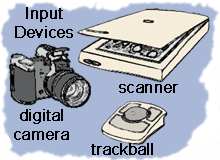 Input
Devices
scanner
digital
camera
trackball